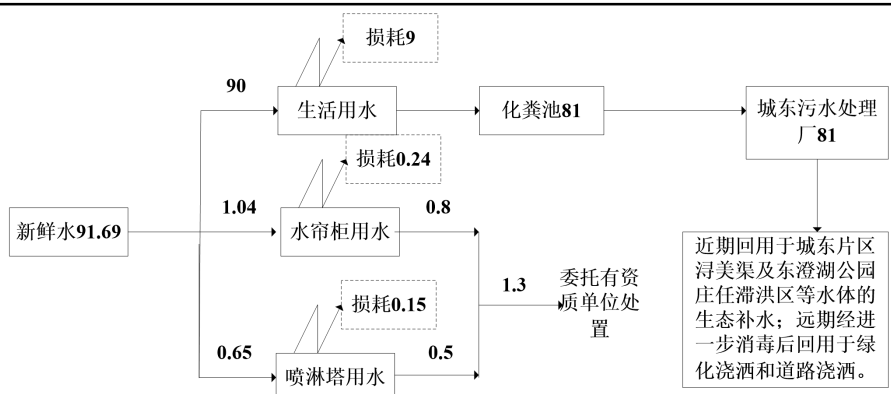 损耗9
90
生活用水
化粪池81
城东污水处理
厂81
损耗0.24
新鲜水91.69
1.04
水帘柜用水
0.8
近期回用于城东片区
浔美渠及东澄湖公园
庄任滞洪区等水体的
生态补水；远期经进
一步消毒后回用于绿
化浇洒和道路浇洒。
1.3
委托有资
质单位处
置
损耗0.15
0.65
喷淋塔用水
0.5